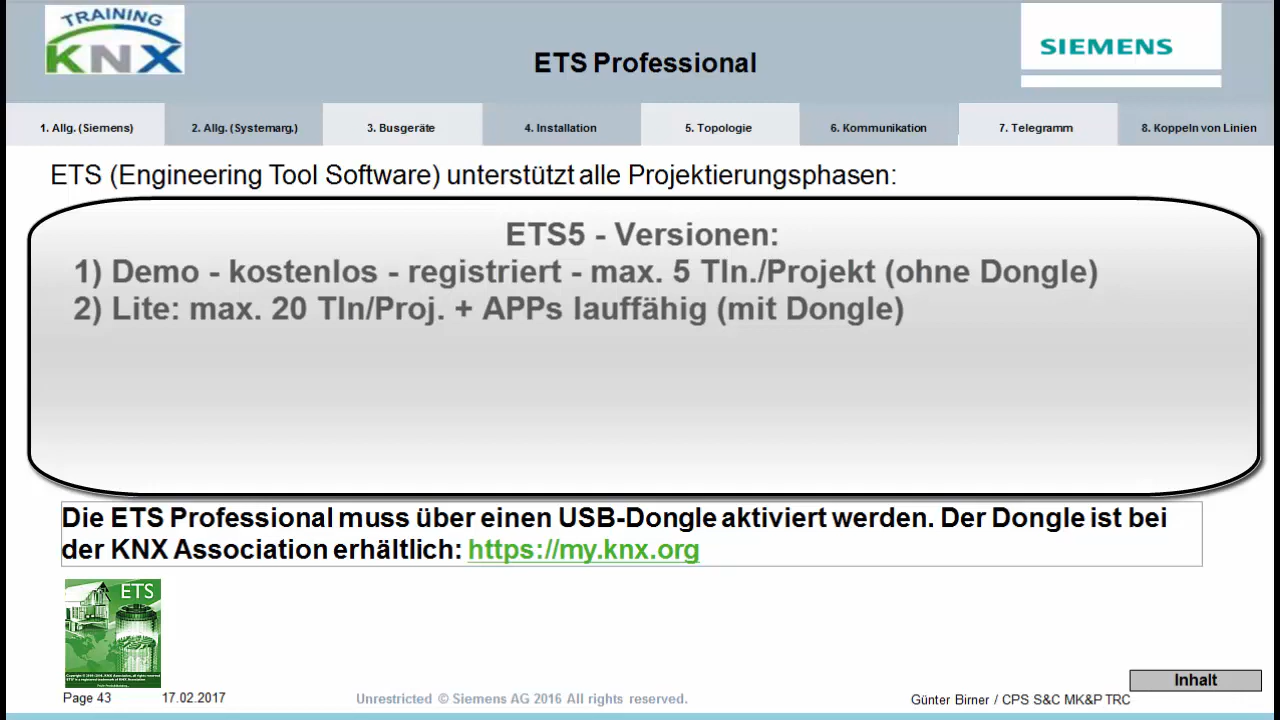 TRAINING
KNX
ETS Professional
SIEMENS
1. Allg. (Siemens)
2. Allg. (Systemarg.)
3. Busgeräte
4. Installation
5. Topologie
6. Kommunikation
7. Telegramm
8. Koppeln von Linien
ETS (Engineering Tool Software) unterstützt alle Projektierungsphasen:
ETS5 - Versionen:
1) Demo - kostenlos - registriert - max. 5 Tln./Projekt (ohne Dongle)
2) Lite: max. 20 Tln/Proj. + APPs lauffähig (mit Dongle)
Die ETS Professional muss über einen USB-Dongle aktiviert werden. Der Dongle ist bei
der KNX Association erhältlich: https://my.knx.org
ETS
Inhalt
Page 43
17.02.2017
Unrestricted © Siemens AG 2016 All rights reserved.
Günter Birner / CPS S&C MK&P TRC